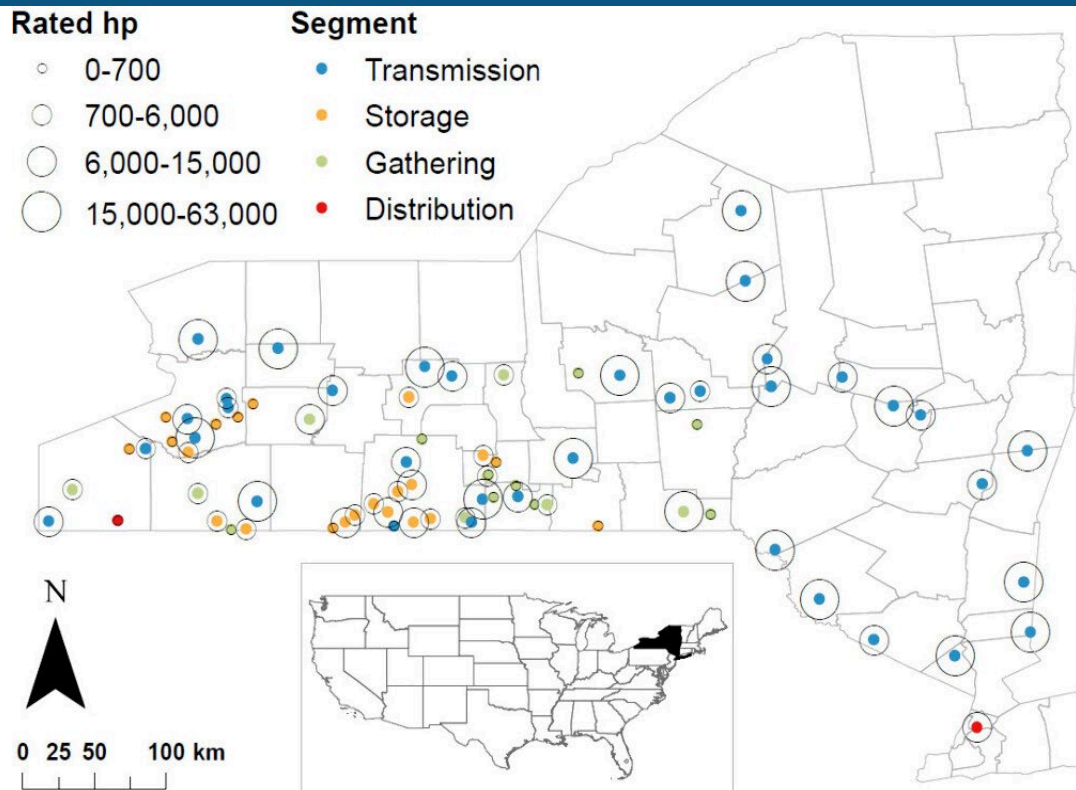 Rated hp
0-700
700-6,000
6,000-15,000
15,000-63,000
Segment
Transmission
Storage
Gathering
Distribution
N
0 25 50 100 km